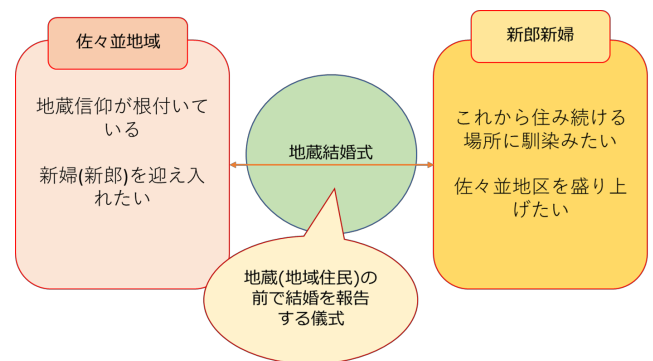 佐々並地域
地蔵信仰が根付いて
いる
新婦(新郎)を迎え入
れたい
地蔵結婚式
新郎新婦
これから住み続ける
場所に馴染みたい
佐々並地区を盛り上
げたい
地蔵(地域住民)の
前で結婚を報告
する儀式